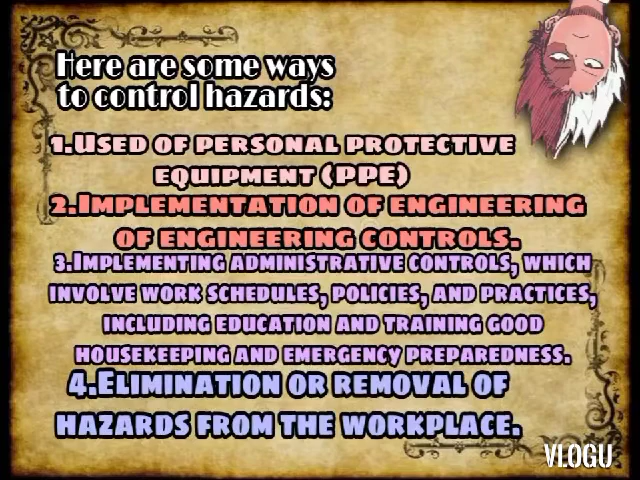 Here are some ways
to control hazards:
1.Used of personal protective
equipment (PPE)
2.Implementation of engineering
of engineering controls.
3.Implementing administrative controls, which
involve work schedules, policies, and practices,
including education and training good
housekeeping and emergency preparedness.
4.Elimination or removal of
hazards from the workplace.
VLOGU